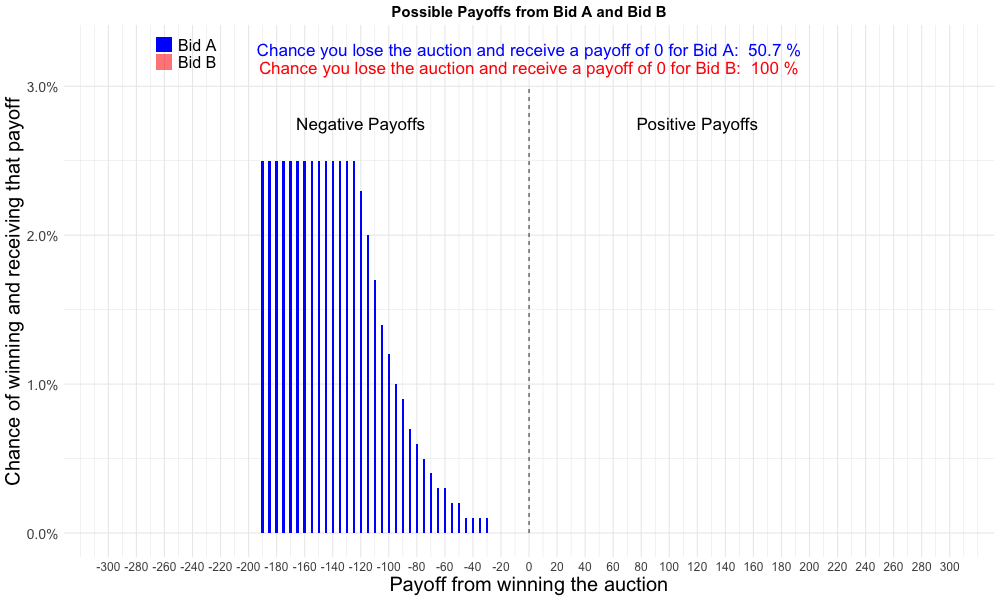 Possible Payoffs from Bid A and Bid B
Bid A
Bid B
Chance you lose the auction and receive a payoff of 0 for Bid A:  50.7 %
Chance you lose the auction and receive a payoff of 0 for Bid B:  100 %
Negative Payoffs
Positive Payoffs
Chance of winning and receiving that payoff
3.0%
2.0%
1.0%
0.0%
-300 -280 -260 -240 -220 -200 -180 -160 -140 -120 -100 -80 -60 -40 -20 0 20 40 60 80 100 120 140 160 180 200 220 240 260 280 300
Payoff from winning the auction